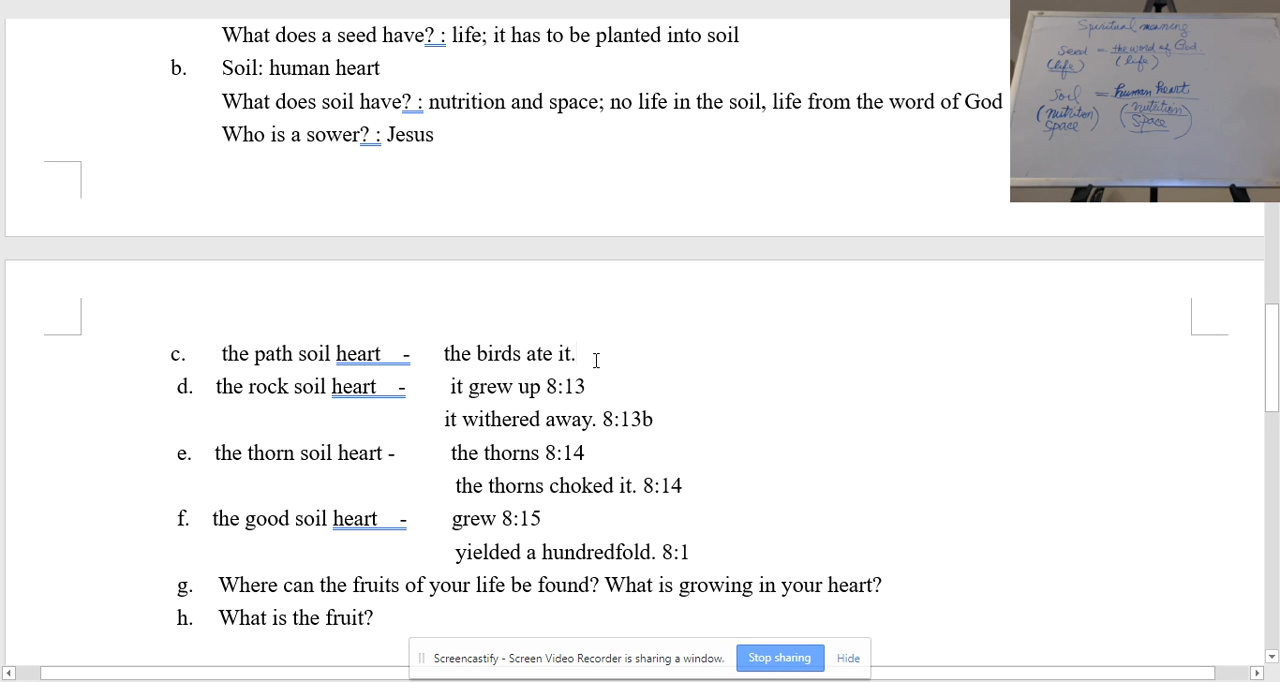 What does a seed have? : life; it has to be planted into soil
b. Soil: human heart
What does soil have? : nutrition and space; no life in the soil, life from the word of God
Who is a sower? : Jesus
Spiritual meaning
Seed = the word of God
(life) (life)
Soil = human heart
(nutrition space) (nutrition Space)
c. the path soil heart - the birds ate it.
d. the rock soil heart - it grew up 8:13
it withered away. 8:13b
e. the thorn soil heart - the thorns 8:14
the thorns choked it. 8:14
f. the good soil heart - grew 8:15
yielded a hundredfold. 8:1
g. Where can the fruits of your life be found? What is growing in your heart?
h. What is the fruit?
Screencastify - Screen Video Recorder is sharing a window. Stop sharing Hide